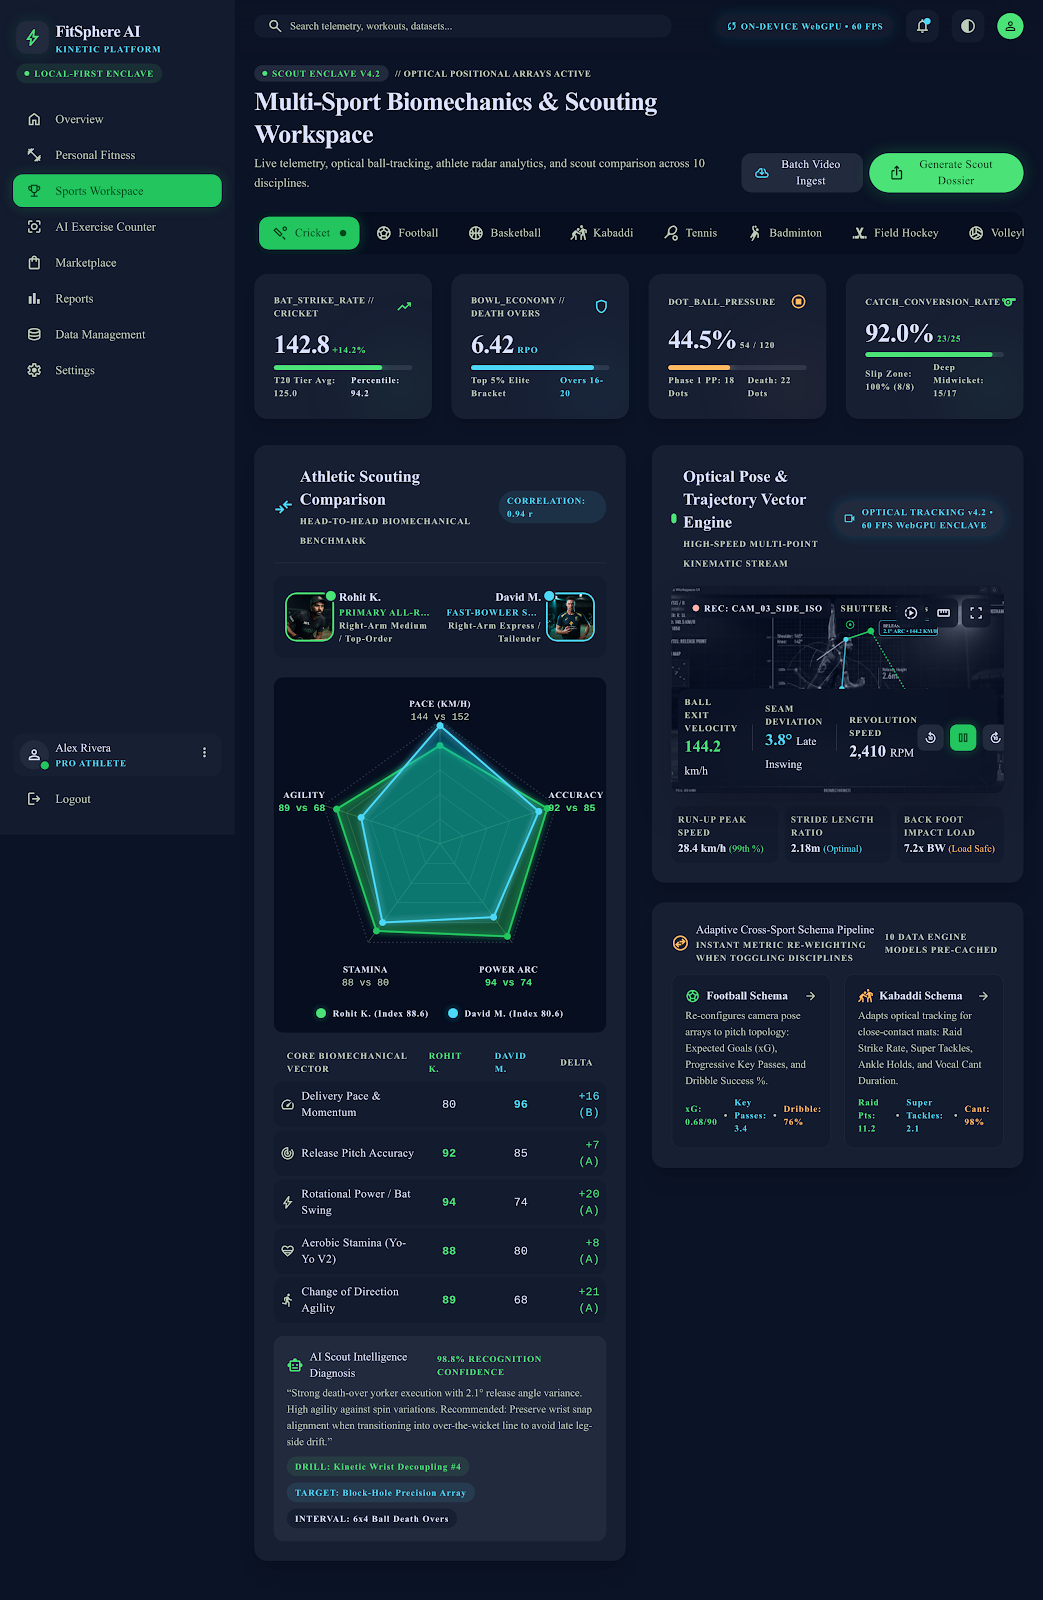 FitSphere AI
KINETIC PLATFORM
LOCAL-FIRST ENCLAVE
Overview
Personal Fitness
Sports Workspace
AI Exercise Counter
Marketplace
Reports
Data Management
Settings
Alex Rivera
PRO ATHLETE
Logout
Search telemetry, workouts, datasets...
ON-DEVICE WebGPU • 60 FPS
SCOUT ENCLAVE V4.2 // OPTICAL POSITIONAL ARRAYS ACTIVE
Multi-Sport Biomechanics & Scouting
Workspace
Live telemetry, optical ball-tracking, athlete radar analytics, and scout comparison across 10
disciplines.
Batch Video
Ingest
Generate Scout
Dossier
Cricket
Football
Basketball
Kabaddi
Tennis
Badminton
Field Hockey
Volleyl
BAT_STRIKE_RATE //
CRICKET
142.8 +14.2%
T20 Tier Avg:
125.0
Percentile:
94.2
BOWL_ECONOMY //
DEATH OVERS
6.42 RPO
Top 5% Elite
Bracket
Overs 16-
20
DOT_BALL_PRESSURE
44.5% 54 / 120
Phase 1 PP: 18
Dots
Death: 22
Dots
CATCH_CONVERSION_RATE
92.0% 23/25
Slip Zone:
100% (8/8)
Deep
Midwicket:
15/17
Athletic Scouting
Comparison
HEAD-TO-HEAD BIOMECHANICAL
BENCHMARK
CORRELATION:
0.94 r
Rohit K.
PRIMARY ALL-R...
Right-Arm Medium
/ Top-Order
David M.
FAST-BOWLER S...
Right-Arm Express /
Tailender
PACE (KM/H)
144 vs 152
AGILITY
89 vs 68
ACCURACY
92 vs 85
STAMINA
88 vs 80
POWER ARC
94 vs 74
Rohit K. (Index 88.6)
David M. (Index 80.6)
CORE BIOMECHANICAL
VECTOR
ROHIT
K.
DAVID
M.
DELTA
Delivery Pace &
Momentum
80
96
+16
(B)
Release Pitch Accuracy
92
85
+7
(A)
Rotational Power / Bat
Swing
94
74
+20
(A)
Aerobic Stamina (Yo-
Yo V2)
88
80
+8
(A)
Change of Direction
Agility
89
68
+21
(A)
AI Scout Intelligence
Diagnosis
98.8% RECOGNITION
CONFIDENCE
“Strong death-over yorker execution with 2.1° release angle variance.
High agility against spin variations. Recommended: Preserve wrist snap
alignment when transitioning into over-the-wicket line to avoid late leg-
side drift.”
DRILL: Kinetic Wrist Decoupling #4
TARGET: Block-Hole Precision Array
INTERVAL: 6x4 Ball Death Overs
Optical Pose &
Trajectory Vector
Engine
HIGH-SPEED MULTI-POINT
KINEMATIC STREAM
OPTICAL TRACKING v4.2 •
60 FPS WebGPU ENCLAVE
REC: CAM_03_SIDE_ISO
SHUTTER:
2.1° ARC • 144.2 KM/H
2.6m
BALL
EXIT
VELOCITY
144.2
km/h
SEAM
DEVIATION
3.8° Late
Inswing
REVOLUTION
SPEED
2,410 RPM
RUN-UP PEAK
SPEED
28.4 km/h (99th %)
STRIDE LENGTH
RATIO
2.18m (Optimal)
BACK FOOT
IMPACT LOAD
7.2x BW (Load Safe)
Adaptive Cross-Sport Schema Pipeline
INSTANT METRIC RE-WEIGHTING
WHEN TOGGLING DISCIPLINES
10 DATA ENGINE
MODELS PRE-CACHED
Football Schema
Re-configures camera pose
arrays to pitch topology:
Expected Goals (xG),
Progressive Key Passes, and
Dribble Success %.
xG:
0.68/90
•
Key
Passes:
3.4
•
Dribble:
76%
Kabaddi Schema
Adapts optical tracking for
close-contact mats: Raid
Strike Rate, Super Tackles,
Ankle Holds, and Vocal Cant
Duration.
Raid
Pts:
11.2
•
Super
Tackles:
2.1
•
Cant:
98%